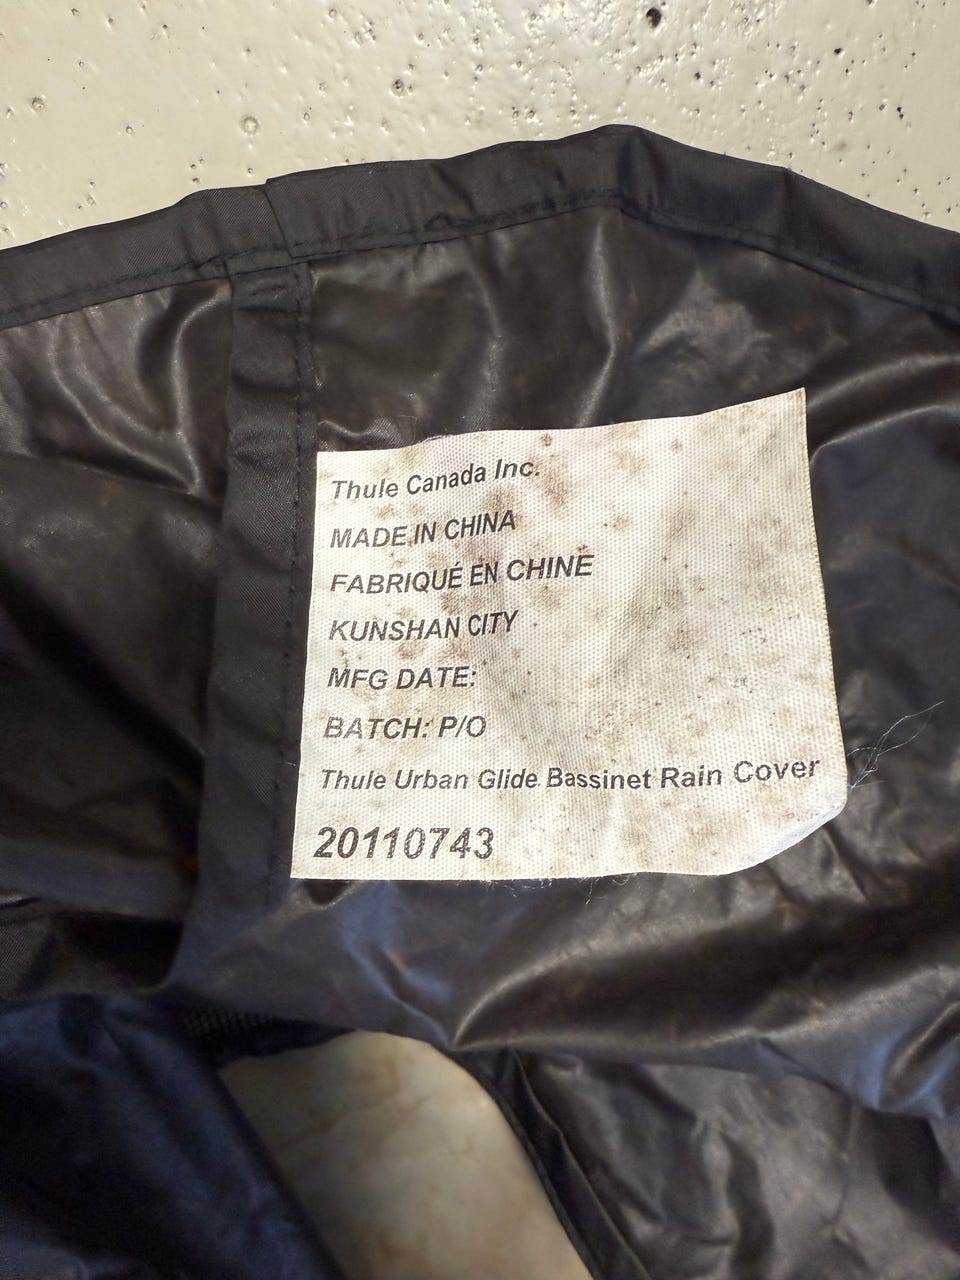 Thule Canada Inc.
MADE IN CHINA
FABRIQUÉ EN CHINE
KUNSHAN CITY
MFG DATE:
BATCH: P/O
Thule Urban Glide Bassinet Rain Cover
20110743